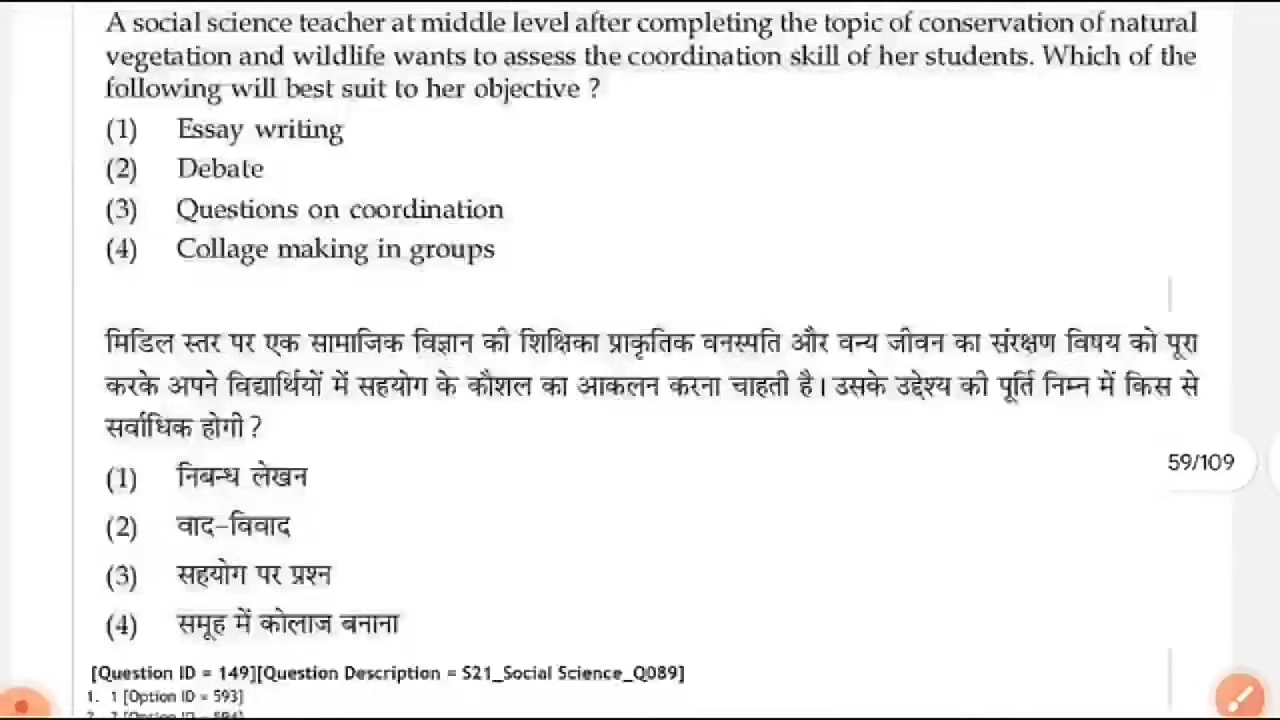 A social science teacher at middle level after completing the topic of conservation of natural
vegetation and wildlife wants to assess the coordination skill of her students. Which of the
following will best suit to her objective ?
(1) Essay writing
(2) Debate
(3) Questions on coordination
(4) Collage making in groups
मिडिल स्तर पर एक सामाजिक विज्ञान की शिक्षिका प्राकृतिक वनस्पति और वन्य जीवन का संरक्षण विषय को पूरा
करके अपने विद्यार्थियों में सहयोग के कौशल का आकलन करना चाहती है। उसके उद्देश्य की पूर्ति निम्न में किस से
सर्वाधिक होगी ?
59/109
(1) निबन्ध लेखन
(2) वाद-विवाद
(3) सहयोग पर प्रश्न
(4) समूह में कोलाज बनाना
[Question ID = 149][Question Description = S21_Social Science_Q089]
1. 1 [Option ID = 593]
2. 2 [Option ID = 594]